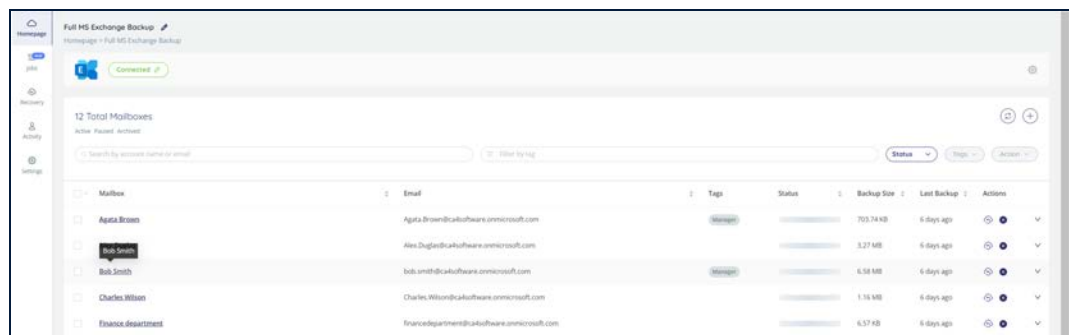 Homepage
Jobs
Recovery
Activity
Settings
Full MS Exchange Backup
Homepage > Full MS Exchange Backup
E
Connected
12 Total Mailboxes
Active Paused Archived
Search by account name or email
Filter by tag
Status
Tags
Action
Mailbox Email Tags Status Backup Size Last Backup Actions
Agata Brown Agata.Brown@ca4software.onmicrosoft.com Manager 703.74 KB 6 days ago
Alex.Duglas@ca4software.onmicrosoft.com 3.27 MB 6 days ago
Bob Smith
Bob Smith bob.smith@ca4software.onmicrosoft.com Manager 6.58 MB 6 days ago
Charles Wilson Charles.Wilson@ca4software.onmicrosoft.com 1.16 MB 6 days ago
Finance department financedepartment@ca4software.onmicrosoft.com 6.57 KB 6 days ago